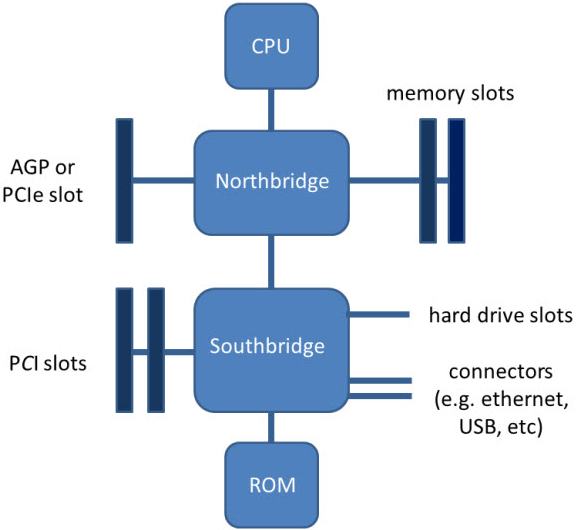 CPU
memory slots
AGP or
PCIe slot
Northbridge
PCI slots
Southbridge
hard drive slots
connectors
(e.g. ethernet,
USB, etc)
ROM